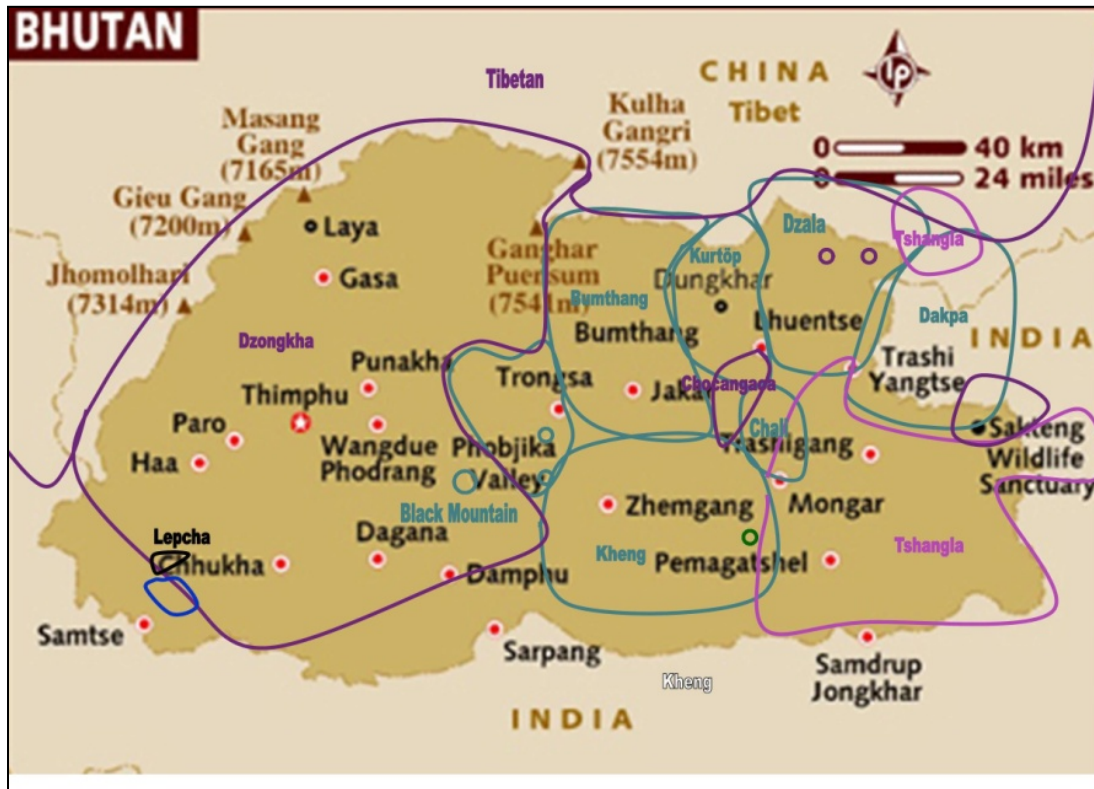 BHUTAN
Tibetan
CHINA
Tibet
lp
Kulha
Gangri
(7554m)
Masang
Gang
(7165m)
0 40 km
0 24 miles
Gieu Gang
(7200m)
Laya
Ganghar
Puensum
(7541m)
Dzala
Tshangla
Kurtöp
Dungkhar
Jhomolhari
(7314m)
Gasa
Bumthang
Bumthang
Lhuentse
Dakpa
INDIA
Dzongkha
Punakha
Trongsa
Trashi
Yangtse
Thimphu
Jakar
Chocangaca
Paro
Wangdue
Phodrang
Phobjika
Valley
Chali
Trashigang
Sakteng
Wildlife
Sanctuary
Haa
Black Mountain
Zhemgang
Mongar
Lepcha
Chhukha
Dagana
Damphu
Kheng
Pemagatshel
Tshangla
Samtse
Sarpang
Samdrup
Jongkhar
Kheng
INDIA